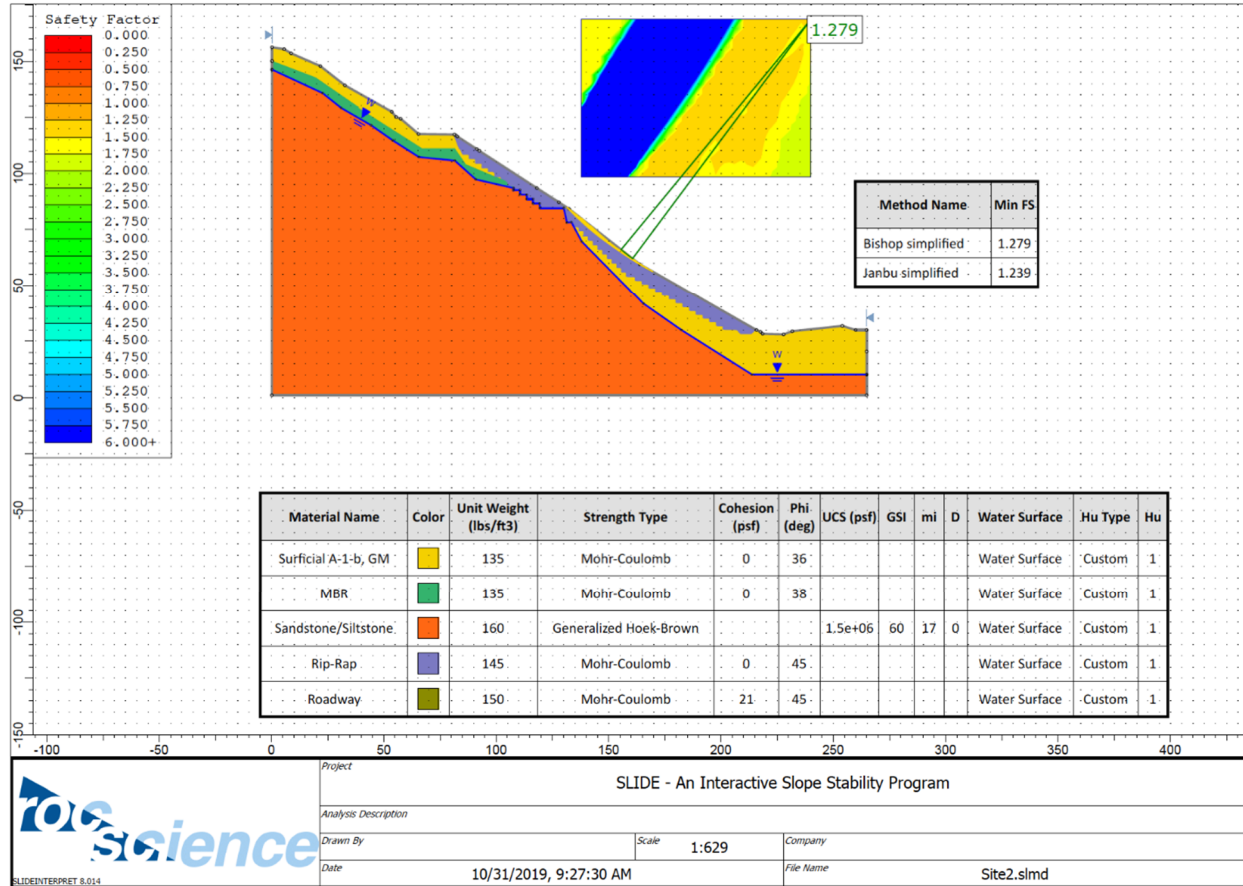 Safety Factor
0.000
0.250
0.500
0.750
1.000
1.250
1.500
1.750
2.000
2.250
2.500
2.750
3.000
3.250
3.500
3.750
4.000
4.250
4.500
4.750
5.000
5.250
5.500
5.750
6.000+
1.279
W
W
Method Name Min FS
Bishop simplified 1.279
Janbu simplified 1.239
150
100
50
0
-50
-100
-150
Material Name Color Unit Weight (lbs/ft3) Strength Type Cohesion (psf) Phi (deg) UCS (psf) GSI mi D Water Surface Hu Type Hu
Surficial A-1-b, GM 135 Mohr-Coulomb 0 36 Water Surface Custom 1
MBR 135 Mohr-Coulomb 0 38 Water Surface Custom 1
Sandstone/Siltstone 160 Generalized Hoek-Brown 1.5e+06 60 17 0 Water Surface Custom 1
Rip-Rap 145 Mohr-Coulomb 0 45 Water Surface Custom 1
Roadway 150 Mohr-Coulomb 21 45 Water Surface Custom 1
-100 -50 0 50 100 150 200 250 300 350 400
rocscience
SLIDEINTERPRET 8.014
Project
SLIDE - An Interactive Slope Stability Program
Analysis Description
Drawn By Scale 1:629 Company
Date 10/31/2019, 9:27:30 AM File Name Site2.slmd